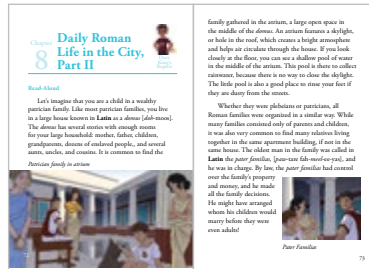 Chapter
8
Daily Roman
Life in the City,
Part II
Read-Aloud
Let's imagine that you are a child in a wealthy
patrician family. Like most patrician families, you live
in a large house known in Latin as a domus [doh-moos].
The domus has several stories with enough rooms
for your large household: mother, father, children,
grandparents, dozens of enslaved people, and several
aunts, uncles, and cousins. It is common to find the
Patrician family in atrium
72
family gathered in the atrium, a large open space in
the middle of the domus. An atrium features a skylight,
or hole in the roof, which creates a bright atmosphere
and helps air circulate through the house. If you look
closely at the floor, you can see a shallow pool of water
in the middle of the atrium. This pool is there to collect
rainwater, because there is no way to close the skylight.
The little pool is also a good place to rinse your feet if
they are dusty from the streets.
Whether they were plebeians or patricians, all
Roman families were organized in a similar way. While
many families consisted only of parents and children,
it was also very common to find many relatives living
together in the same apartment building, if not in the
same house. The oldest man in the family was called in
Latin the pater familias,
and
he was in charge. By law, the pater familias had control
over the family's property
and money, and he made
all the family decisions.
He might have arranged
whom his children would
marry before they were
even adults!
Pater Familias
73